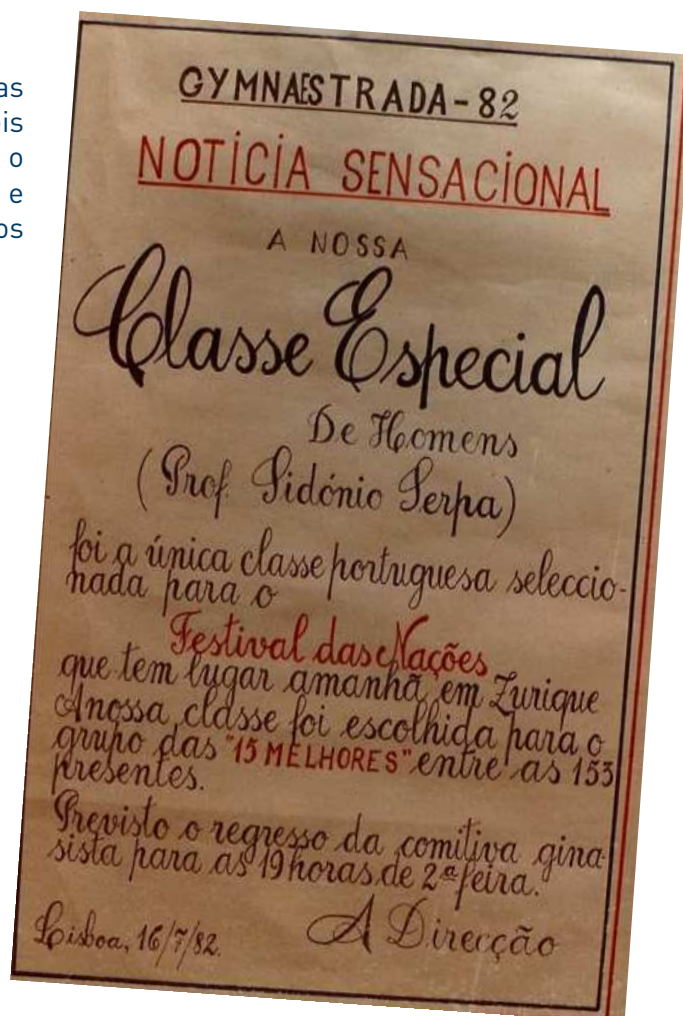 as
is
o
e
os
GYMNAESTRADA-82
NOTÍCIA SENSACIONAL
A NOSSA
Classe Especial
De Homens
(Prof. Sidónio Serpa)
foi a única classe portuguesa seleccio-
nada para o
Festival das Nações
que tem lugar amanhã em Zurique
A nossa classe foi escolhida para o
grupo das "15 MELHORES" entre as 153
presentes.
Previsto o regresso da comitiva gina-
sista para as 19 horas de 2ª feira.
Lisboa, 16/7/82.
A Direcção